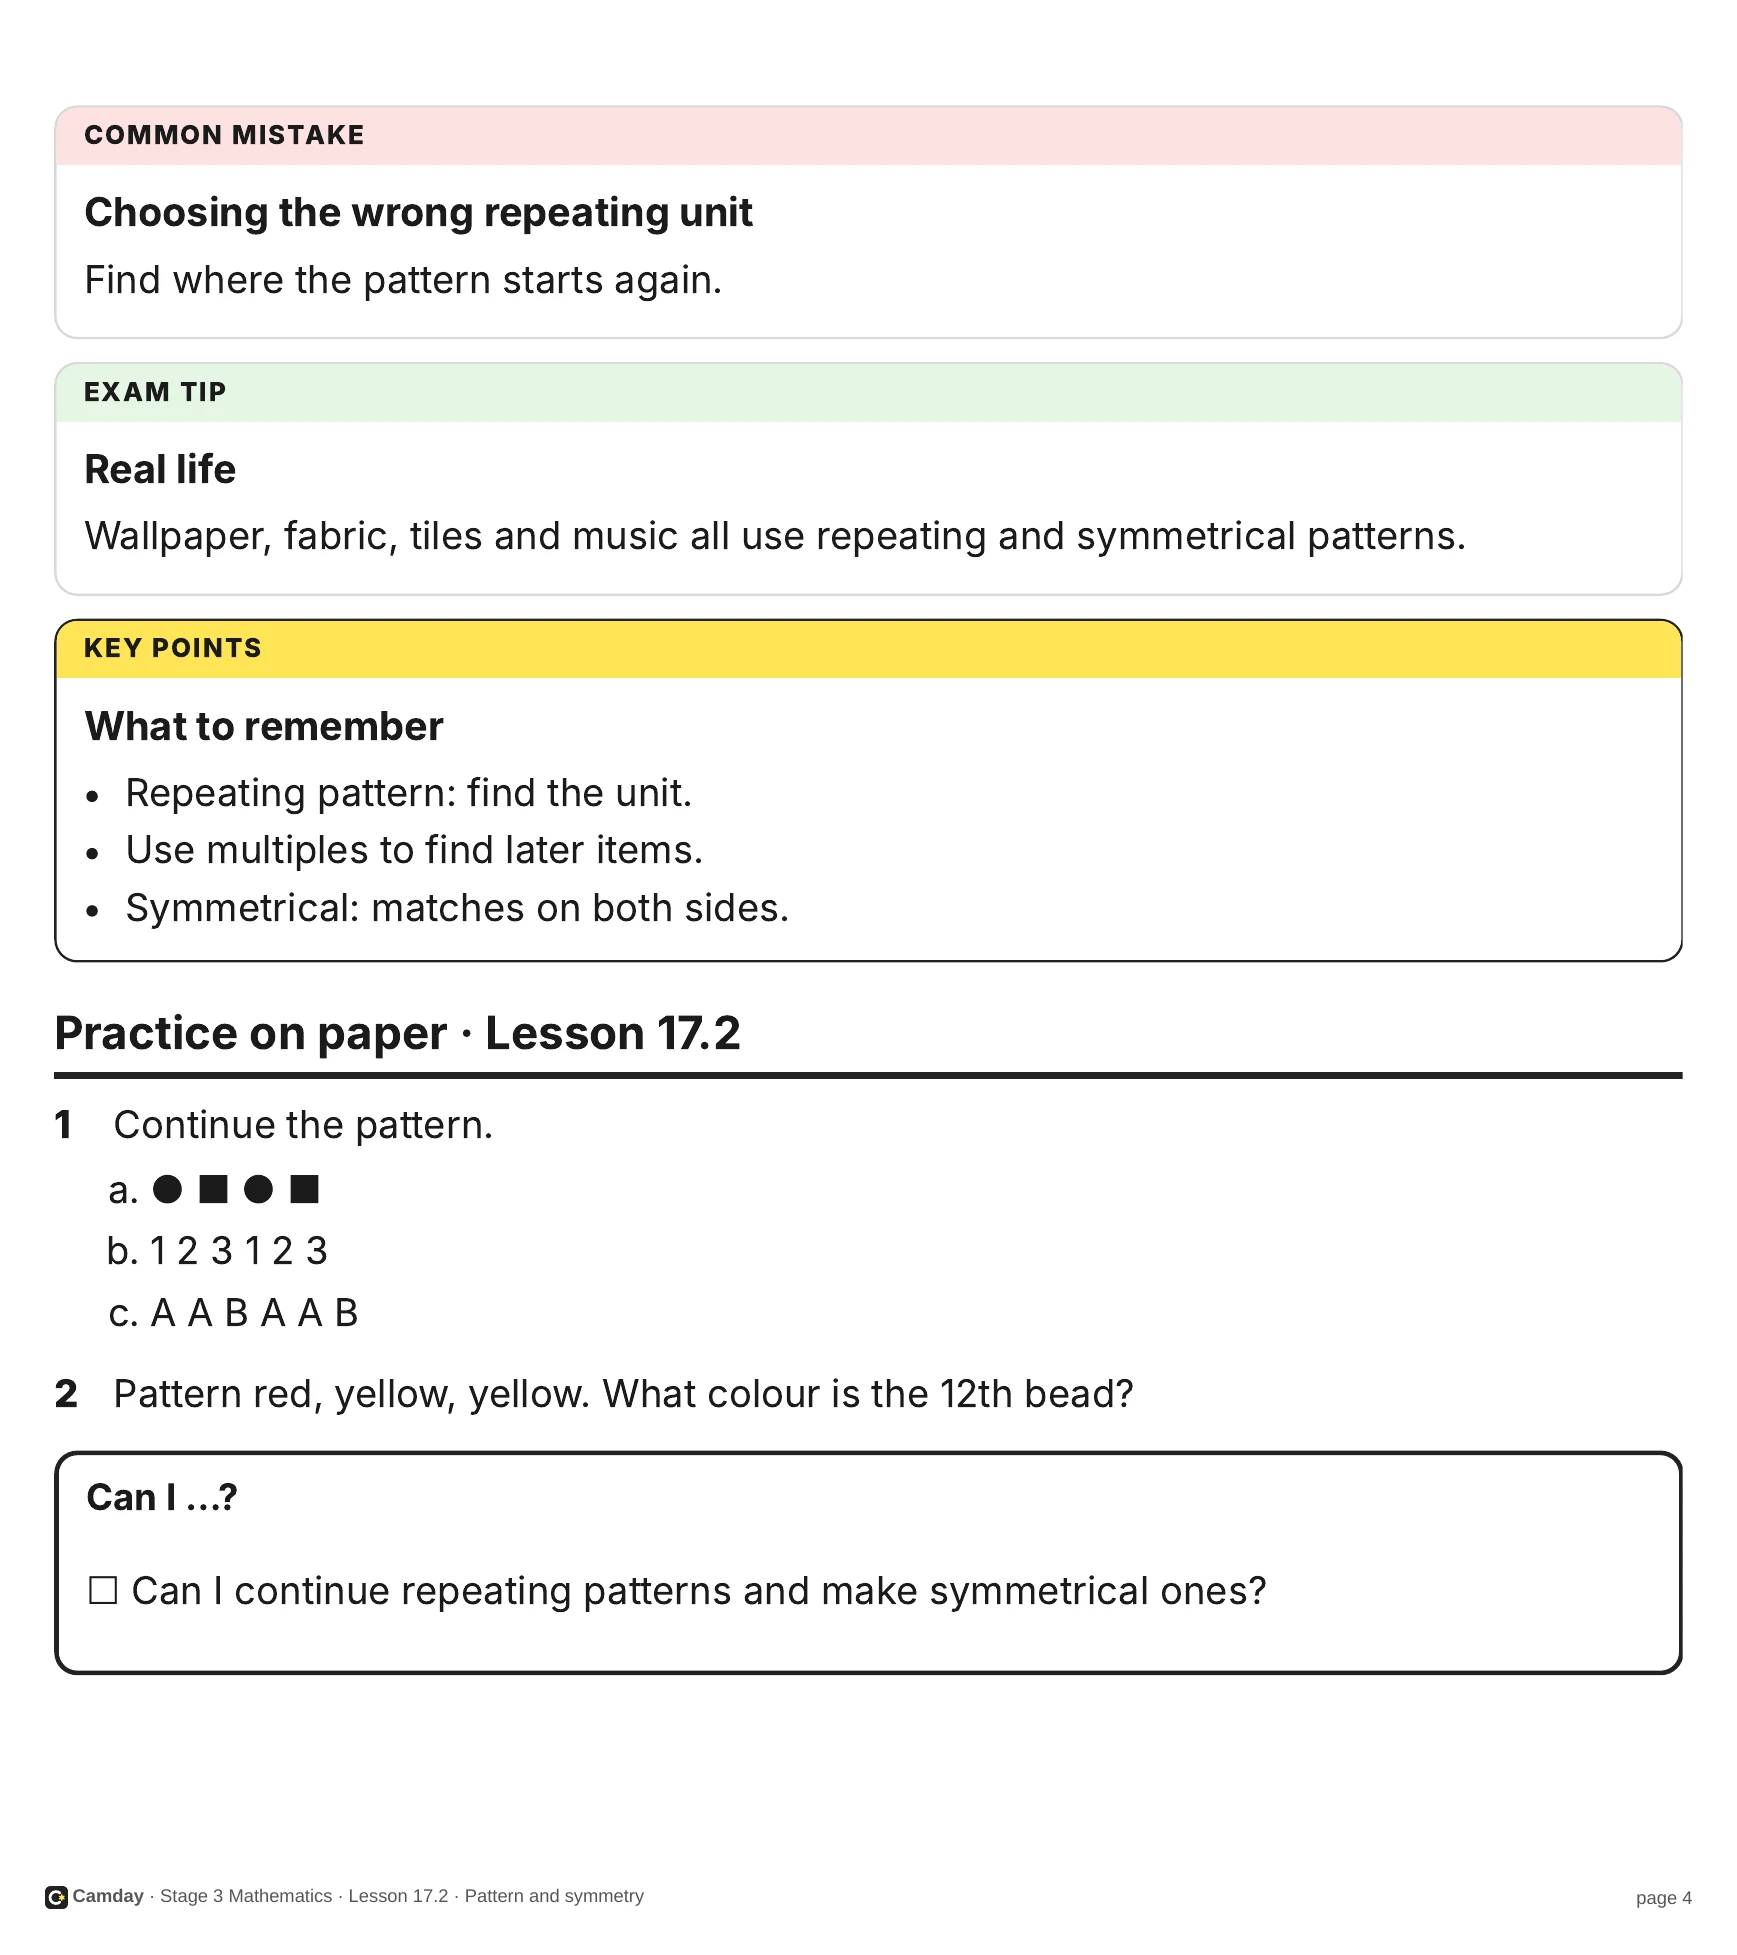 COMMON MISTAKE
Choosing the wrong repeating unit
Find where the pattern starts again.
EXAM TIP
Real life
Wallpaper, fabric, tiles and music all use repeating and symmetrical patterns.
KEY POINTS
What to remember
• Repeating pattern: find the unit.
• Use multiples to find later items.
• Symmetrical: matches on both sides.
Practice on paper · Lesson 17.2
1 Continue the pattern.
a. ● ■ ● ■
b. 1 2 3 1 2 3
c. A A B A A B
2 Pattern red, yellow, yellow. What colour is the 12th bead?
Can I …?
☐ Can I continue repeating patterns and make symmetrical ones?
Camday · Stage 3 Mathematics · Lesson 17.2 · Pattern and symmetry
page 4